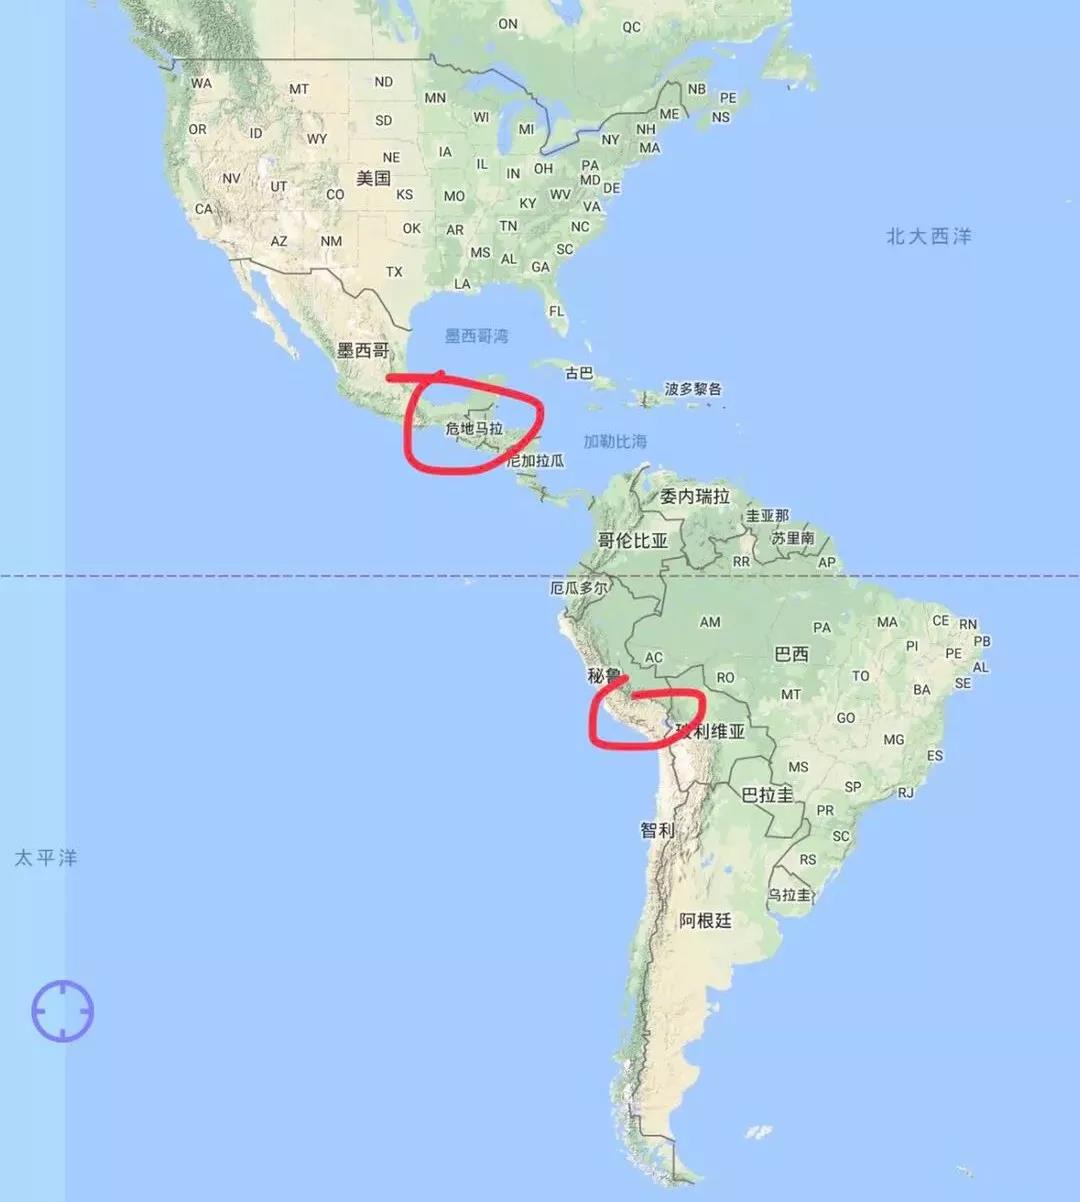 ON
QC
WA
MT
ND
MN
NB
PE
NS
ME
OR
ID
WY
SD
WI
MI
NY
NH
MA
NE
IA
IL
IN
OH
PA
MD
DE
NV
UT
CO
美国
KS
MO
KY
WV
VA
CA
AZ
NM
OK
AR
TN
NC
SC
北大西洋
TX
MS
AL
GA
LA
FL
墨西哥湾
墨西哥
古巴
波多黎各
危地马拉
加勒比海
尼加拉瓜
委内瑞拉
圭亚那
苏里南
哥伦比亚
RR
AP
厄瓜多尔
AM
PA
MA
CE
RN
PB
PI
PE
AL
AC
巴西
秘鲁
RO
TO
SE
MT
BA
GO
玻利维亚
MG
ES
MS
SP
RJ
巴拉圭
PR
智利
SC
太平洋
RS
乌拉圭
阿根廷